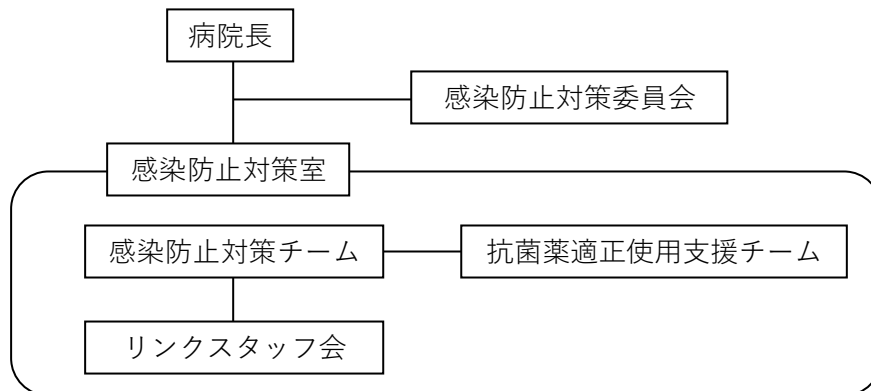 病院長
感染防止対策委員会
感染防止対策室
感染防止対策チーム
抗菌薬適正使用支援チーム
リンクスタッフ会